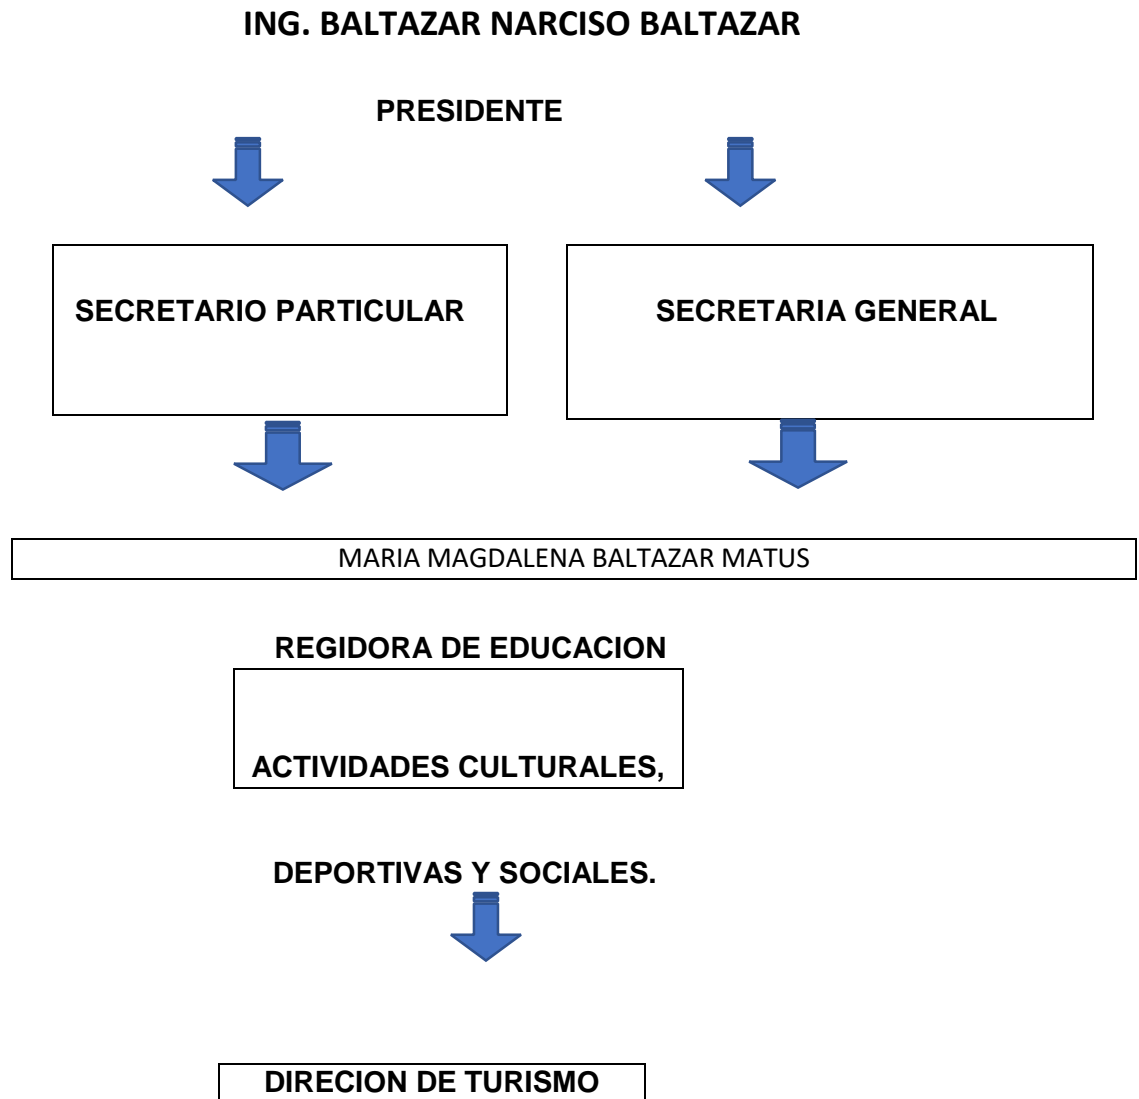 ING. BALTAZAR NARCISO BALTAZAR
PRESIDENTE
SECRETARIO PARTICULAR
SECRETARIA GENERAL
MARIA MAGDALENA BALTAZAR MATUS
REGIDORA DE EDUCACION
ACTIVIDADES CULTURALES,
DEPORTIVAS Y SOCIALES.
DIRECION DE TURISMO